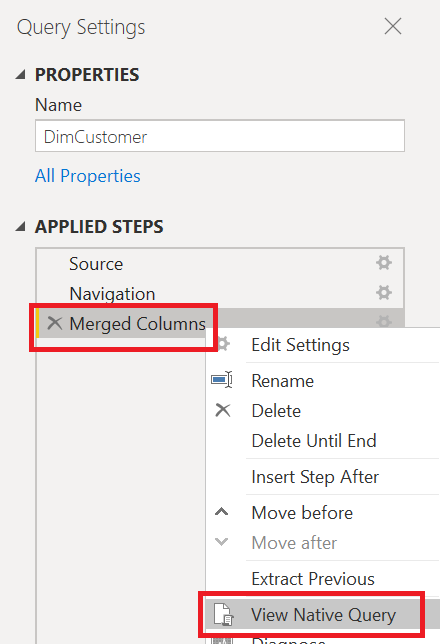 Query Settings
PROPERTIES
Name
DimCustomer
All Properties
APPLIED STEPS
Source
Navigation
Merged Columns
Edit Settings
Rename
Delete
Delete Until End
Insert Step After
Move before
Move after
Extract Previous
View Native Query
Diagnose